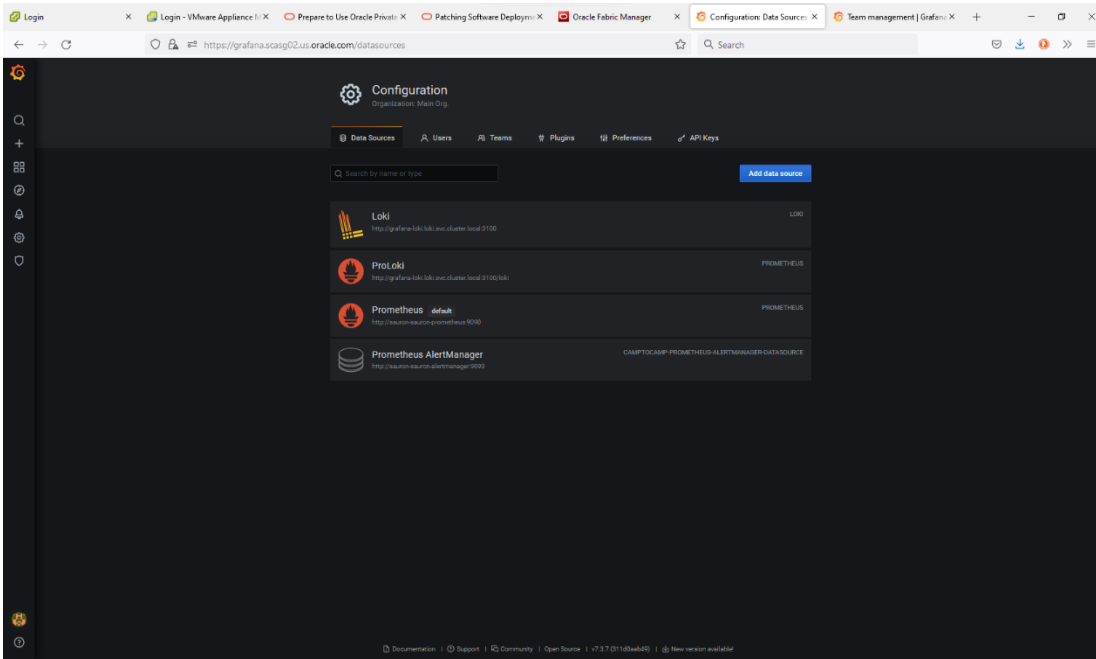 Login
Login - VMware Appliance M
Prepare to Use Oracle Private
Patching Software Deployme
Oracle Fabric Manager
Configuration: Data Sources
Team management | Grafana
https://grafana.scasg02.us.oracle.com/datasources
Search
Configuration
Organization: Main Org.
Data Sources
Users
Teams
Plugins
Preferences
API Keys
Search by name or type
Add data source
Loki
LOKI
http://grafana-loki.loki.svc.cluster.local:3100
ProLoki
PROMETHEUS
http://grafana-loki.loki.svc.cluster.local:3100/loki
Prometheus default
PROMETHEUS
http://sauron-sauron-prometheus:9090
Prometheus AlertManager
CAMPTOCAMP-PROMETHEUS-ALERTMANAGER-DATASOURCE
http://sauron-sauron-alertmanager:9093
Documentation | Support | Community | Open Source | v7.3.7 (311d0aab49) | New version available!